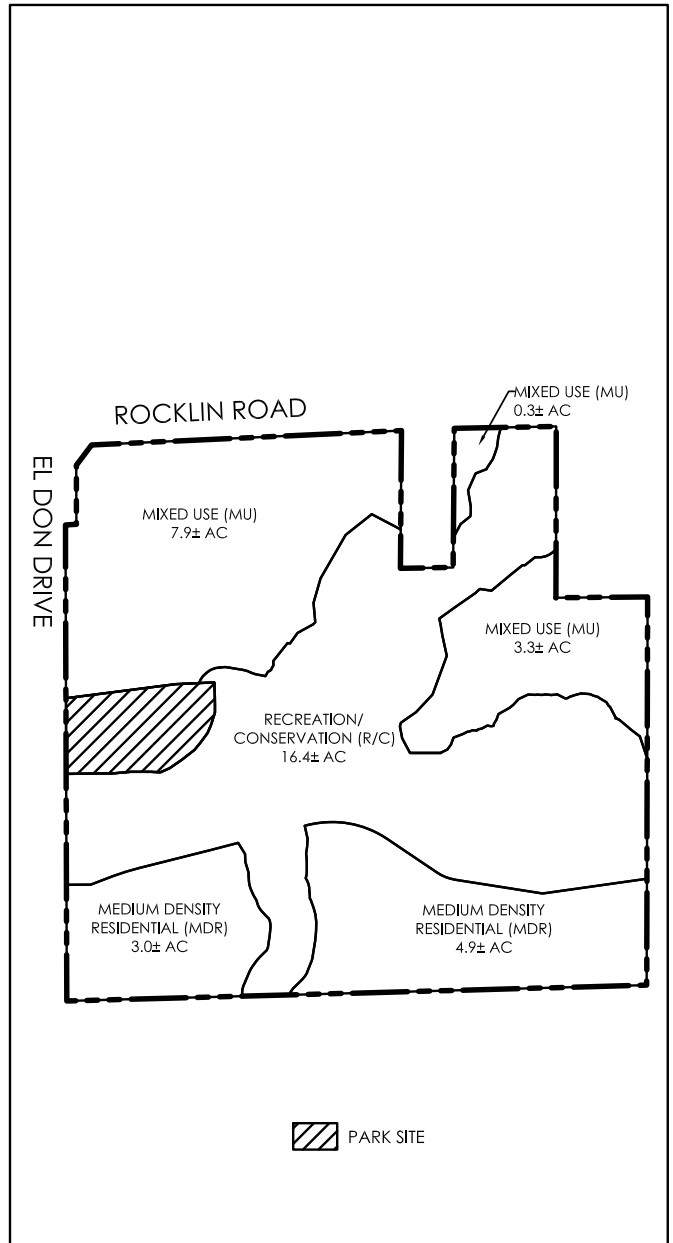 MIXED USE (MU)
0.3± AC
ROCKLIN ROAD
EL DON DRIVE
MIXED USE (MU)
7.9± AC
MIXED USE (MU)
3.3± AC
RECREATION/
CONSERVATION (R/C)
16.4± AC
MEDIUM DENSITY
RESIDENTIAL (MDR)
3.0± AC
MEDIUM DENSITY
RESIDENTIAL (MDR)
4.9± AC
PARK SITE